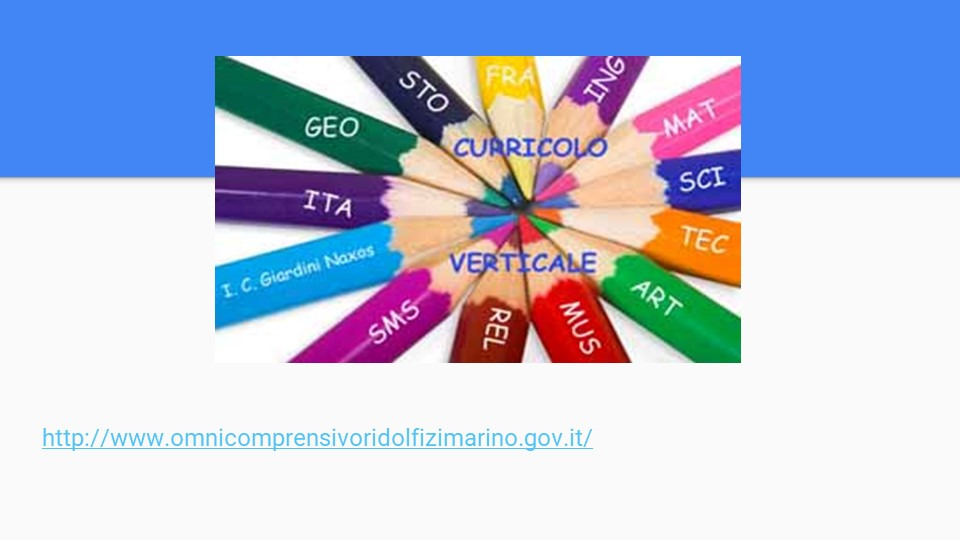 STO
FRA
ING
GEO
MAT
CURRICOLO
SCI
ITA
TEC
I. C. Giardini Naxos
VERTICALE
ART
SMS
REL
MUS
http://www.omnicomprensivoridolfizimarino.gov.it/